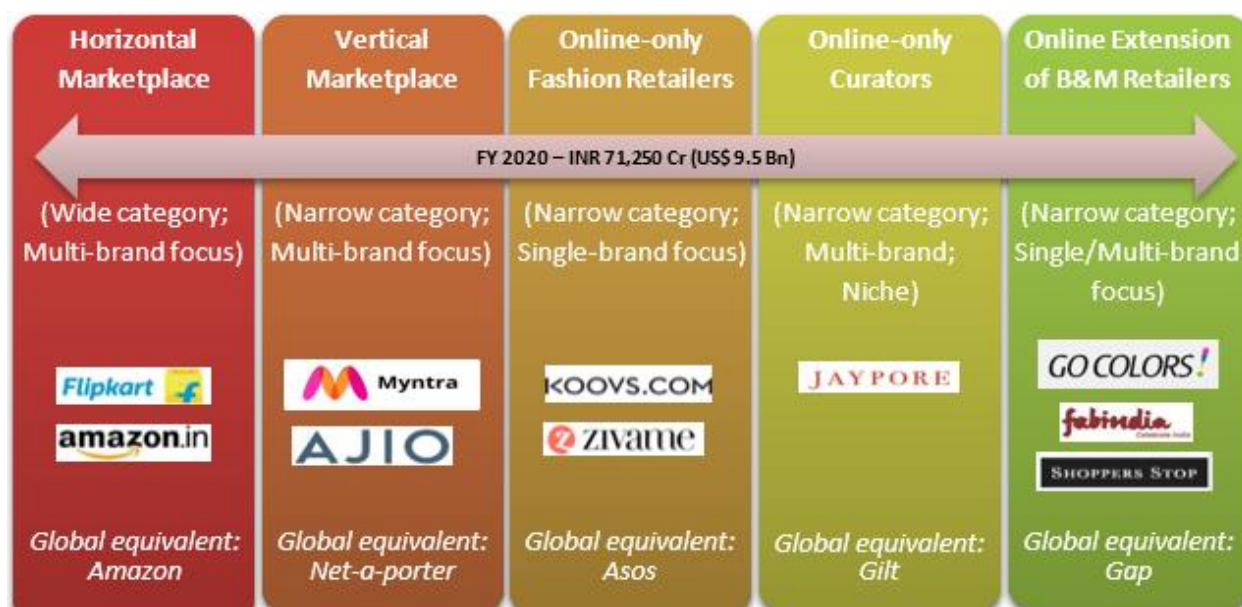 Horizontal
Marketplace
Vertical
Marketplace
Online-only
Fashion Retailers
Online-only
Curators
Online Extension
of B&M Retailers
FY 2020 – INR 71,250 Cr (US$ 9.5 Bn)
(Wide category;
Multi-brand focus)
(Narrow category;
Multi-brand focus)
(Narrow category;
Single-brand focus)
(Narrow category;
Multi-brand;
Niche)
(Narrow category;
Single/Multi-brand
focus)
Flipkart
amazon.in
Myntra
AJIO
KOOVS.COM
zivame
JAYPORE
GO COLORS!
fabindia
Celebrate India
SHOPPERS STOP
Global equivalent:
Amazon
Global equivalent:
Net-a-porter
Global equivalent:
Asos
Global equivalent:
Gilt
Global equivalent:
Gap